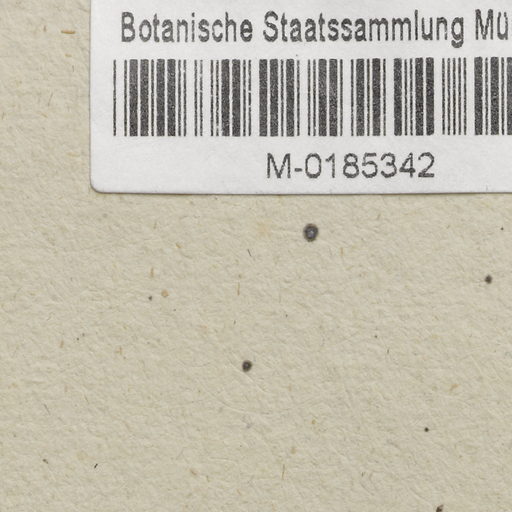 Botanische Staatssammlung Mü
M-0185342